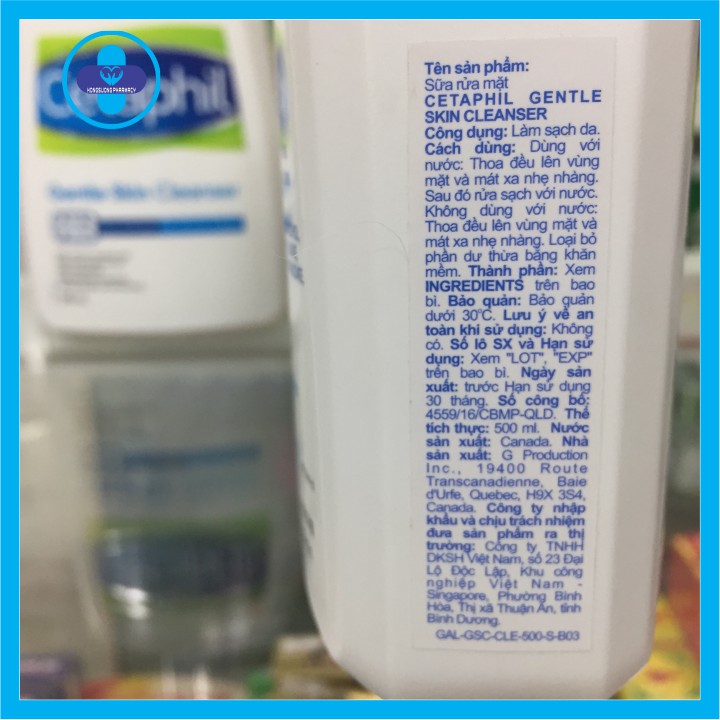 Cetaphil
HONGSUONG PHARMACY
Gentle Skin Cleanser
Tên sản phẩm:
Sữa rửa mặt
CETAPHIL GENTLE
SKIN CLEANSER
Công dụng: Làm sạch da.
Cách dùng: Dùng với
nước: Thoa đều lên vùng
mặt và mát xa nhẹ nhàng.
Sau đó rửa sạch với nước.
Không dùng với nước:
Thoa đều lên vùng mặt và
mát xa nhẹ nhàng. Loại bỏ
phần dư thừa bằng khăn
mềm. Thành phần: Xem
INGREDIENTS trên bao
bì. Bảo quản: Bảo quản
dưới 30°C. Lưu ý về an
toàn khi sử dụng: Không
có. Số lô SX và Hạn sử
dụng: Xem "LOT", "EXP"
trên bao bì. Ngày sản
xuất: trước Hạn sử dụng
30 tháng. Số công bố:
4559/16/CBMP-QLD. Thể
tích thực: 500 ml. Nước
sản xuất: Canada. Nhà
sản xuất: G Production
Inc., 19400 Route
Transcanadienne, Baie
d'Urfe, Quebec, H9X 3S4,
Canada. Công ty nhập
khẩu và chịu trách nhiệm
đưa sản phẩm ra thị
trường: Công ty TNHH
DKSH Việt Nam, số 23 Đại
Lộ Độc Lập, Khu công
nghiệp Việt Nam -
Singapore, Phường Bình
Hòa, Thị xã Thuận An, tỉnh
Bình Dương.
GAL-GSC-CLE-500-S-B03